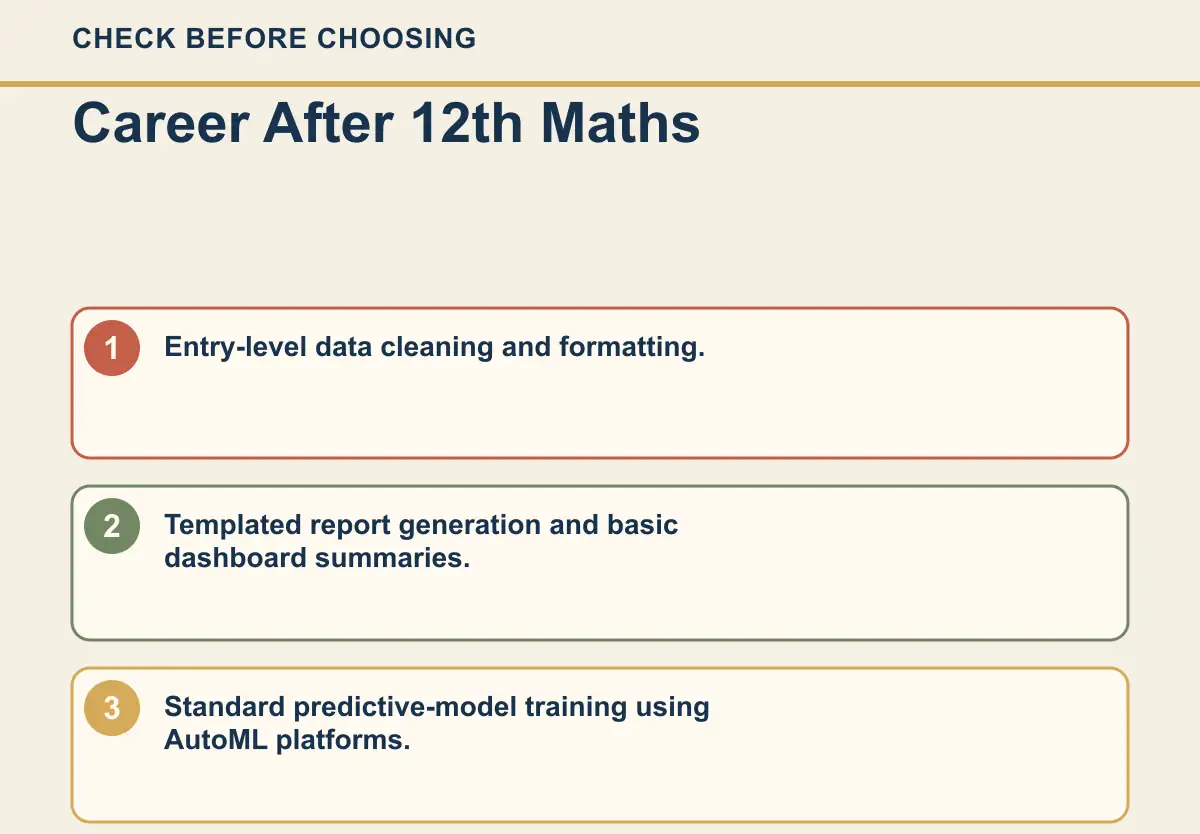 CHECK BEFORE CHOOSING
Career After 12th Maths
1
Entry-level data cleaning and formatting.
2
Templated report generation and basic
dashboard summaries.
3
Standard predictive-model training using
AutoML platforms.